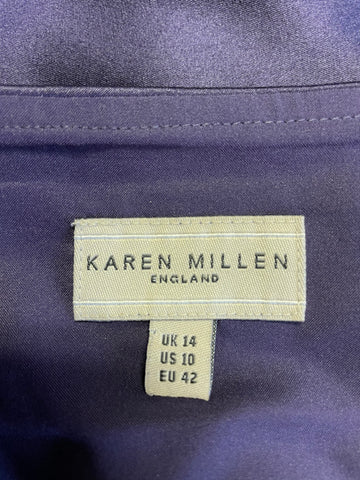 KAREN MILLEN
ENGLAND
UK 14
US 10
EU 42